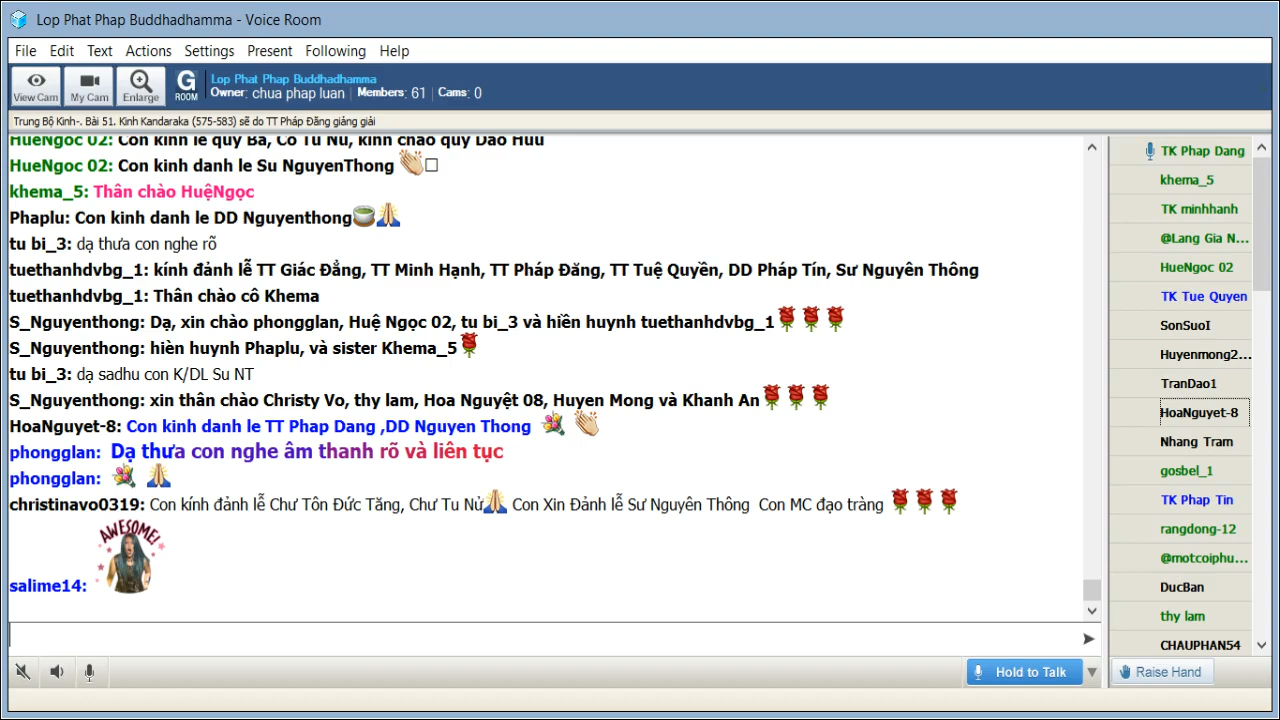 Lop Phat Phap Buddhadhamma - Voice Room
File Edit Text Actions Settings Present Following Help
View Cam My Cam Enlarge G ROOM
Lop Phat Phap Buddhadhamma
Owner: chua phap luan | Members: 61 | Cams: 0
Trung Bộ Kinh-. Bài 51. Kinh Kandaraka (575-583) sẽ do TT Pháp Đăng giảng giải
HueNgoc 02: Con kinh le quy Ba, Co Tu Nu, kinh chao quy Dao Huu
HueNgoc 02: Con kinh danh le Su NguyenThong
khema_5: Thân chào HuệNgọc
Phaplu: Con kinh danh le DD Nguyenthong
tu bi_3: dạ thưa con nghe rõ
tuethanhdvbg_1: kính đảnh lễ TT Giác Đẳng, TT Minh Hạnh, TT Pháp Đăng, TT Tuệ Quyền, DD Pháp Tín, Sư Nguyên Thông
tuethanhdvbg_1: Thân chào cô Khema
S_Nguyenthong: Dạ, xin chào phongglan, Huệ Ngọc 02, tu bi_3 và hiền huynh tuethanhdvbg_1
S_Nguyenthong: hièn huynh Phaplu, và sister Khema_5
tu bi_3: dạ sadhu con K/DL Su NT
S_Nguyenthong: xin thân chào Christy Vo, thy lam, Hoa Nguyệt 08, Huyen Mong và Khanh An
HoaNguyet-8: Con kinh danh le TT Phap Dang ,DD Nguyen Thong
phongglan: Dạ thưa con nghe âm thanh rõ và liên tục
phongglan:
christinavo0319: Con kính đảnh lễ Chư Tôn Đức Tăng, Chư Tu Nữ Con Xin Đảnh lễ Sư Nguyên Thông Con MC đạo tràng
AWESOME!
salime14:
Hold to Talk
TK Phap Dang
khema_5
TK minhhanh
@Lang Gia N...
HueNgoc 02
TK Tue Quyen
SonSuoI
Huyenmong2...
TranDao1
HoaNguyet-8
Nhang Tram
gosbel_1
TK Phap Tin
rangdong-12
@motcoiphu...
DucBan
thy lam
CHAUPHAN54
Raise Hand